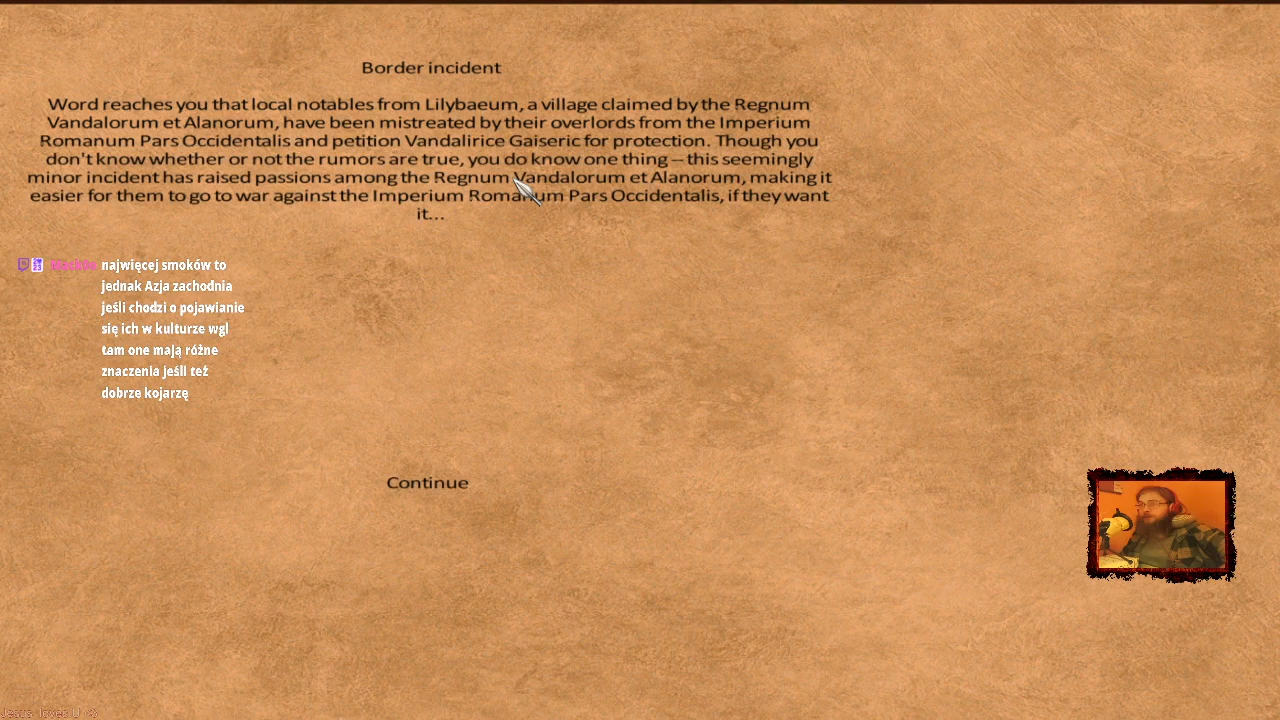 Border incident
Word reaches you that local notables from Lilybaeum, a village claimed by the Regnum
Vandalorum et Alanorum, have been mistreated by their overlords from the Imperium
Romanum Pars Occidentalis and petition Vandalirice Gaiseric for protection. Though you
don't know whether or not the rumors are true, you do know one thing -- this seemingly
minor incident has raised passions among the Regnum Vandalorum et Alanorum, making it
easier for them to go to war against the Imperium Romanum Pars Occidentalis, if they want
it...
najwięcej smoków to
jednak Azja zachodnia
jeśli chodzi o pojawianie
się ich w kulturze wgl
tam one mają różne
znaczenia jeśli też
dobrze kojarzę
Continue
Jesus loves U <3